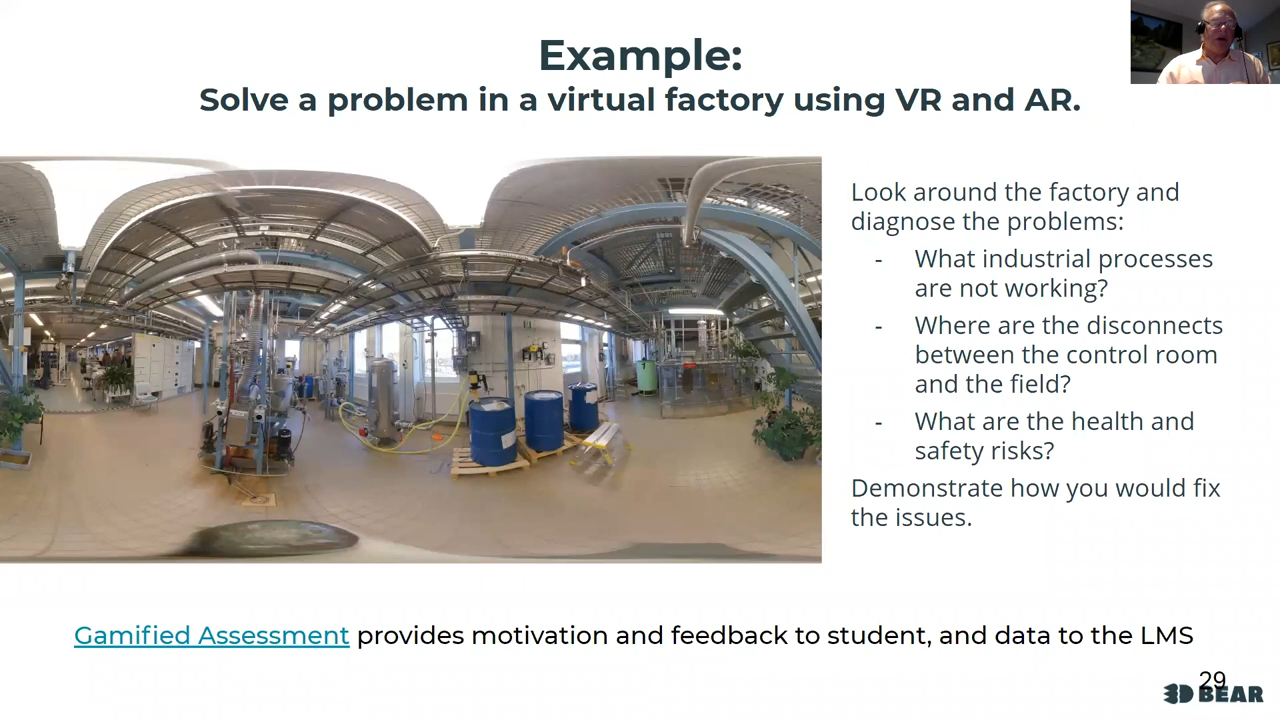 Example:
Solve a problem in a virtual factory using VR and AR.
Look around the factory and
diagnose the problems:
- What industrial processes
are not working?
- Where are the disconnects
between the control room
and the field?
- What are the health and
safety risks?
Demonstrate how you would fix
the issues.
Gamified Assessment provides motivation and feedback to student, and data to the LMS
29
3D BEAR